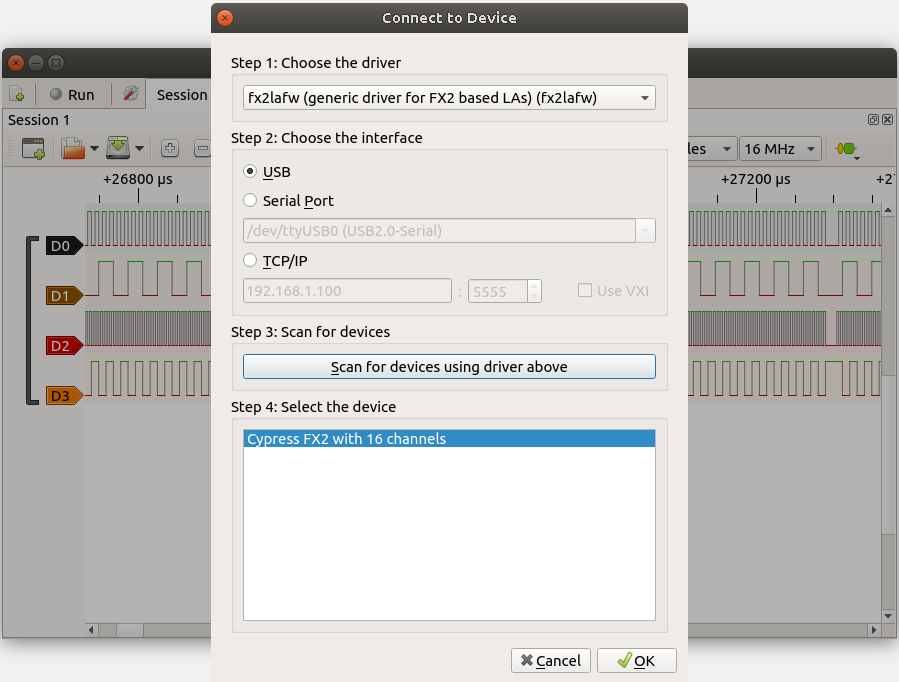 Connect to Device
Step 1: Choose the driver
fx2lafw (generic driver for FX2 based LAs) (fx2lafw)
Step 2: Choose the interface
USB
Serial Port
/dev/ttyUSB0 (USB2.0-Serial)
TCP/IP
192.168.1.100 : 5555 Use VXI
Step 3: Scan for devices
Scan for devices using driver above
Step 4: Select the device
Cypress FX2 with 16 channels
Cancel OK
Run Session
Session 1
16 MHz
+26800 µs +27200 µs
D0
D1
D2
D3